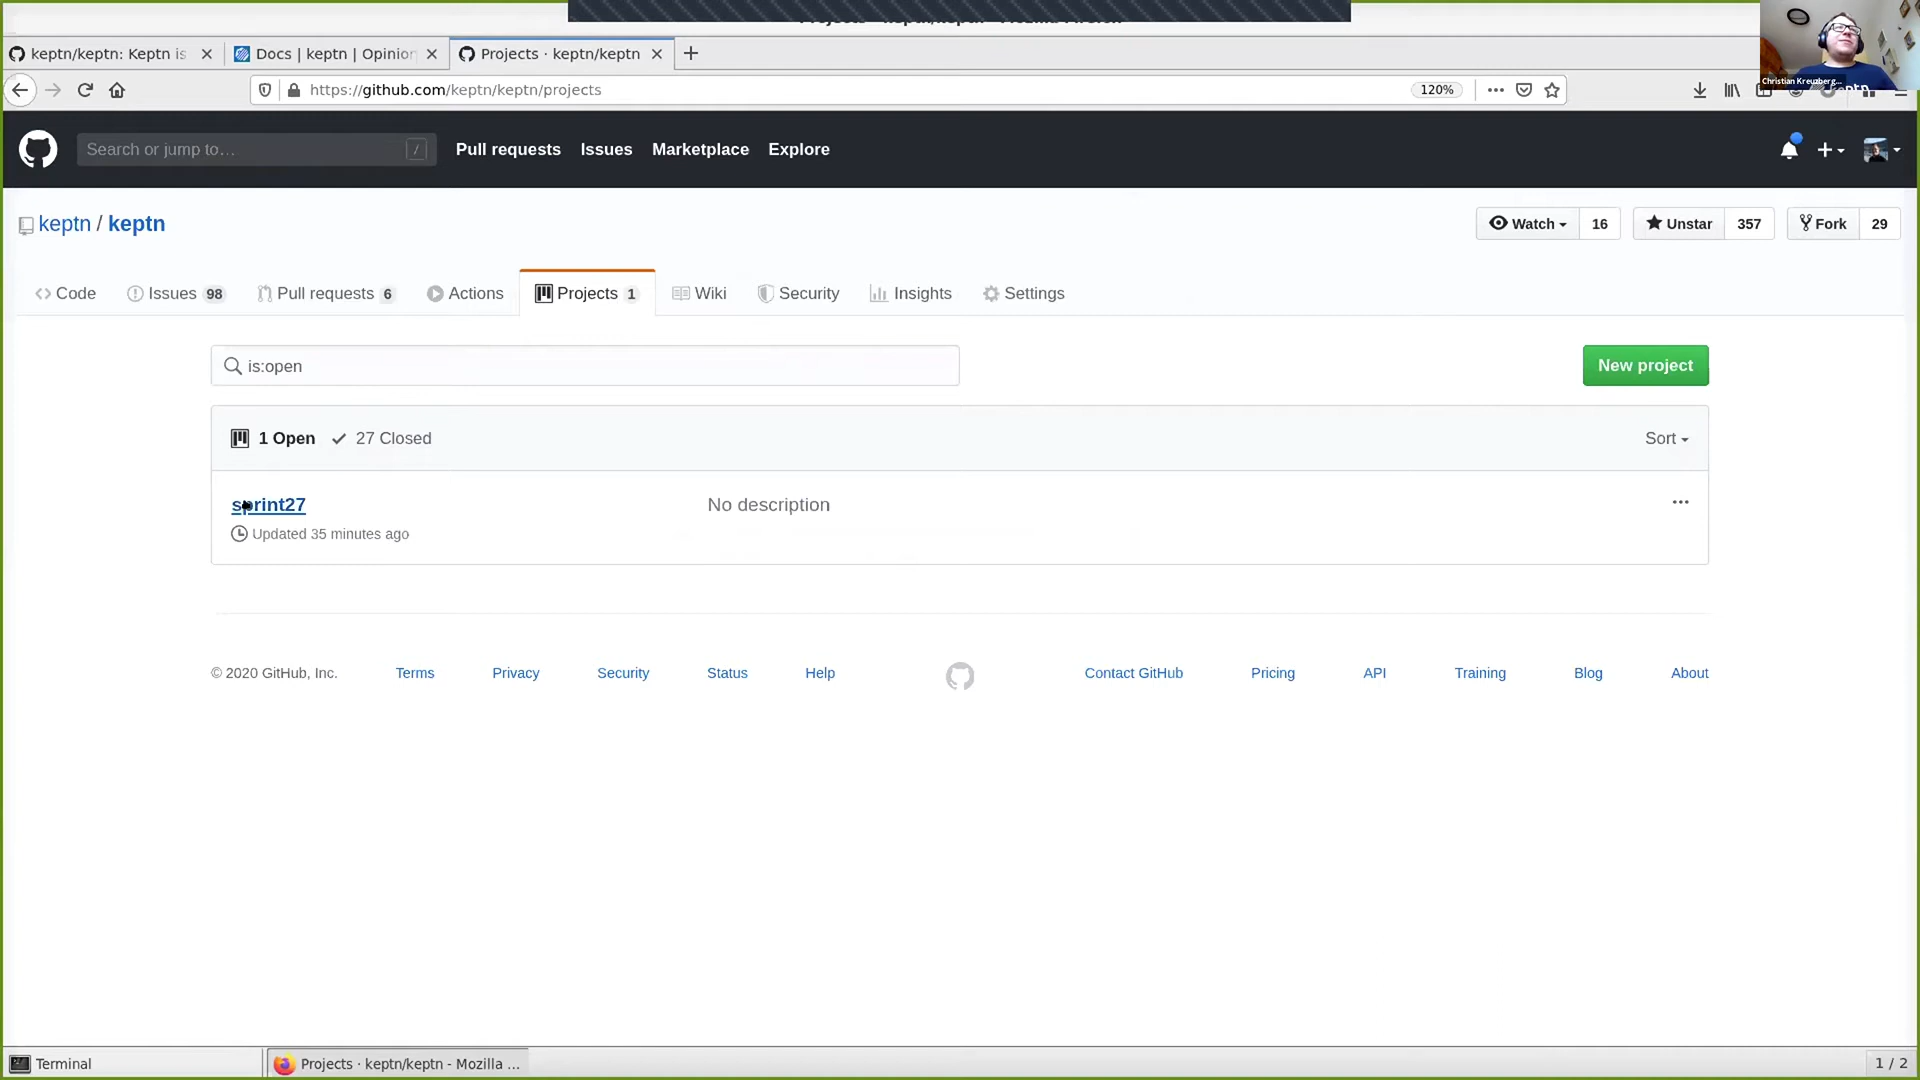 keptn/keptn: Keptn is
Docs | keptn | Opinion
Projects · keptn/keptn
https://github.com/keptn/keptn/projects
120%
Christian Kreuzberg...
Search or jump to…
/
Pull requests
Issues
Marketplace
Explore
keptn / keptn
Watch
16
Unstar
357
Fork
29
Code
Issues 98
Pull requests 6
Actions
Projects 1
Wiki
Security
Insights
Settings
is:open
New project
1 Open
27 Closed
Sort
sprint27
No description
Updated 35 minutes ago
© 2020 GitHub, Inc.
Terms
Privacy
Security
Status
Help
Contact GitHub
Pricing
API
Training
Blog
About
Terminal
Projects · keptn/keptn - Mozilla ...
1 / 2